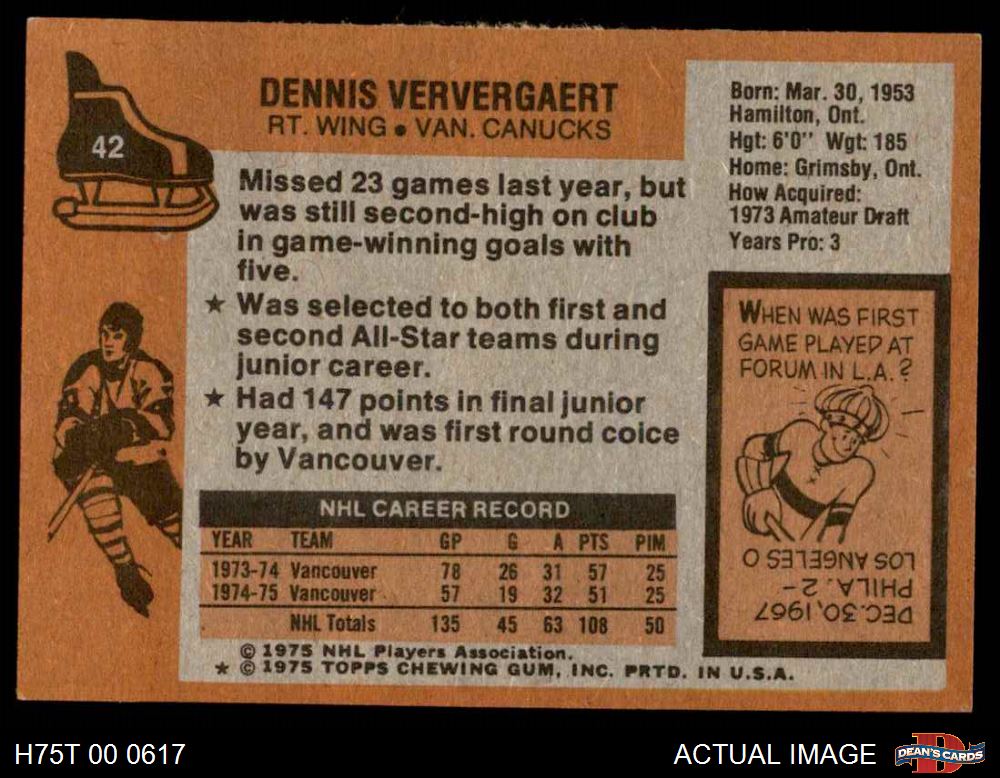 42
DENNIS VERVERGAERT
RT. WING • VAN. CANUCKS
Born: Mar. 30, 1953
Hamilton, Ont.
Hgt: 6'0" Wgt: 185
Home: Grimsby, Ont.
How Acquired:
1973 Amateur Draft
Years Pro: 3
Missed 23 games last year, but
was still second-high on club
in game-winning goals with
five.
★ Was selected to both first and
second All-Star teams during
junior career.
★ Had 147 points in final junior
year, and was first round coice
by Vancouver.
WHEN WAS FIRST
GAME PLAYED AT
FORUM IN L.A.?
DEC. 30, 1967
PHILA. 2 –
LOS ANGELES 0
NHL CAREER RECORD
YEAR TEAM GP G A PTS PIM
1973-74 Vancouver 78 26 31 57 25
1974-75 Vancouver 57 19 32 51 25
NHL Totals 135 45 63 108 50
© 1975 NHL Players Association.
★ © 1975 TOPPS CHEWING GUM, INC. PRTD. IN U.S.A.
H75T 00 0617
ACTUAL IMAGE
D
DEAN'S CARDS